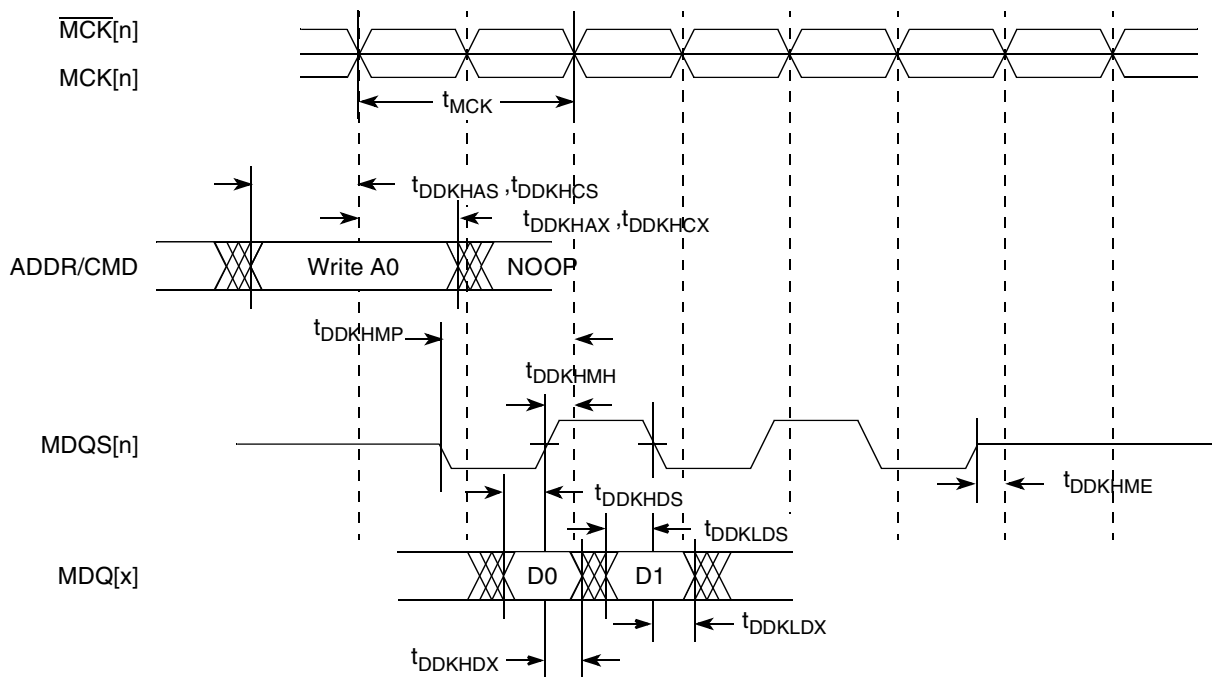 MCK[n]
MCK[n]
tMCK
tDDKHAS ,tDDKHCS
tDDKHAX ,tDDKHCX
ADDR/CMD
Write A0
NOOP
tDDKHMP
tDDKHMH
MDQS[n]
tDDKHME
tDDKHDS
tDDKLDS
MDQ[x]
D0
D1
tDDKLDX
tDDKHDX